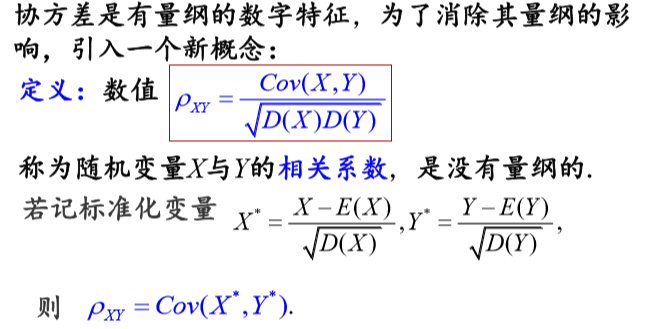 协方差是有量纲的数字特征，为了消除其量纲的影
响，引入一个新概念：
定义：数值 ρ_XY = Cov(X,Y) / √D(X)D(Y)
称为随机变量X与Y的相关系数，是没有量纲的.
若记标准化变量 X* = (X−E(X)) / √D(X), Y* = (Y−E(Y)) / √D(Y),
则 ρ_XY = Cov(X*,Y*).